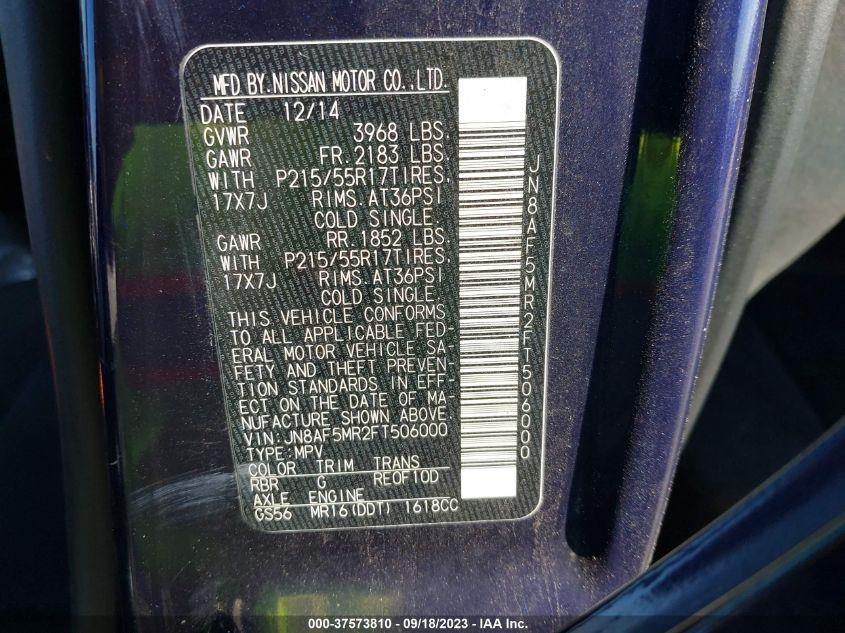 MFD BY.NISSAN MOTOR CO.,LTD.
DATE 12/14
GVWR 3968 LBS.
GAWR FR.2183 LBS.
WITH P215/55R17TIRES,
17X7J RIMS.AT36PSI
COLD SINGLE.
GAWR RR.1852 LBS.
WITH P215/55R17TIRES,
17X7J RIMS.AT36PSI
COLD SINGLE.
THIS VEHICLE CONFORMS
TO ALL APPLICABLE FED-
ERAL MOTOR VEHICLE SA-
FETY AND THEFT PREVEN-
TION STANDARDS IN EFF-
ECT ON THE DATE OF MA-
NUFACTURE SHOWN ABOVE.
VIN:JN8AF5MR2FT506000
TYPE:MPV
COLOR TRIM TRANS
RBR G RE0F10D
AXLE ENGINE
GS56 MR16(DDT) 1618CC
JN8AF5MR2FT506000
000-37573810 - 09/18/2023 - IAA Inc.